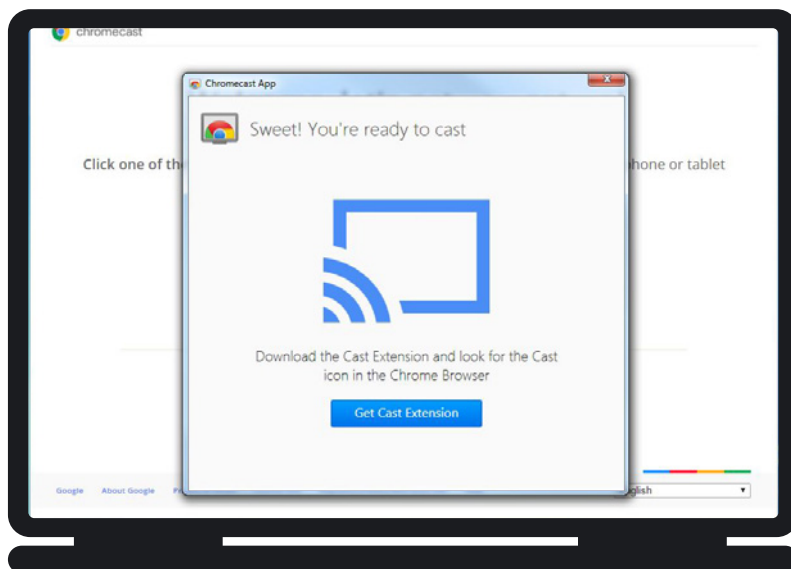 chromecast
Chromecast App
Sweet! You're ready to cast
Click one of th
hone or tablet
Download the Cast Extension and look for the Cast
icon in the Chrome Browser
Get Cast Extension
Google About Google
glish